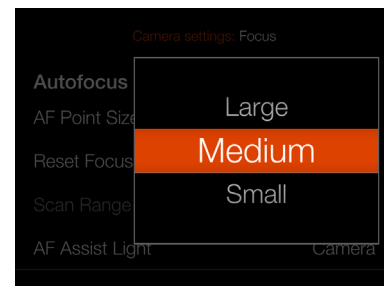 Camera settings: Focus
Autofocus
AF Point Size
Large
Reset Focus
Medium
Scan Range
Small
AF Assist Light
Camera